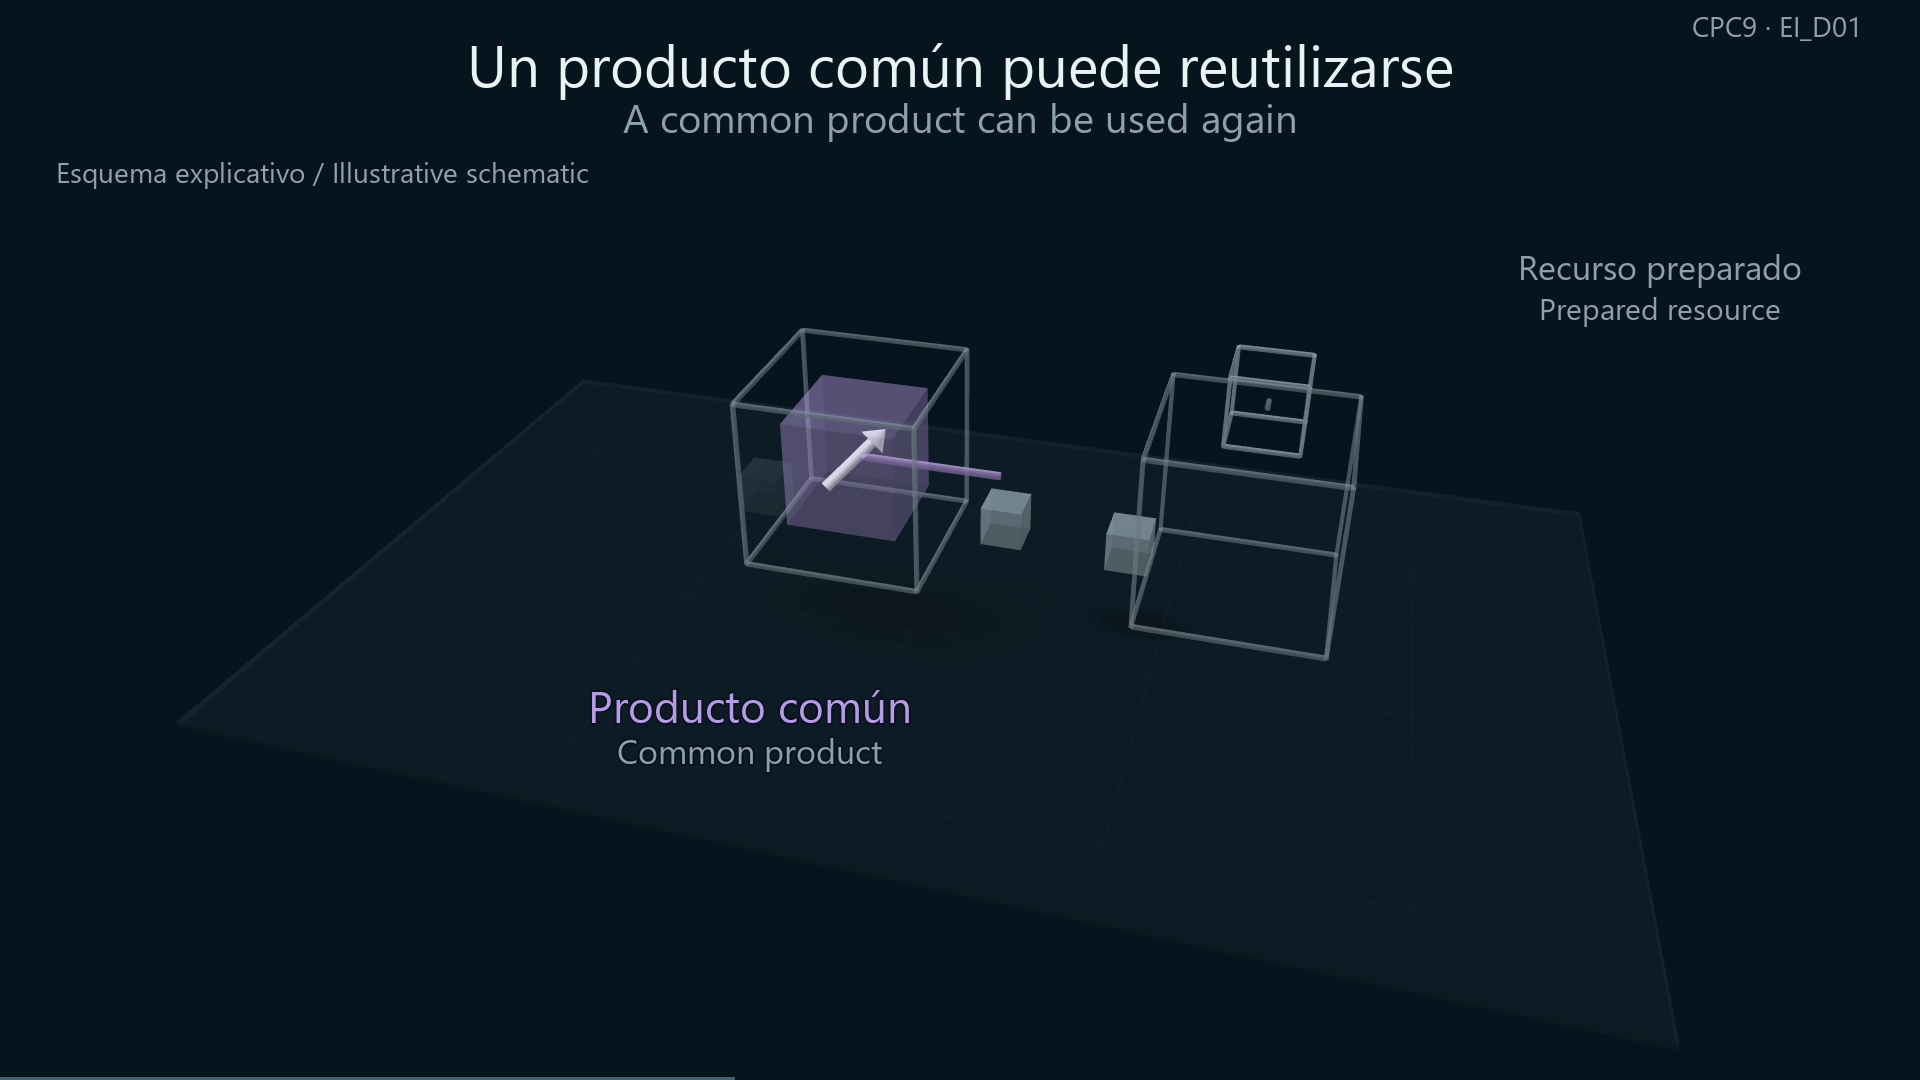 CPC9 · EI_D01
Un producto común puede reutilizarse
A common product can be used again
Esquema explicativo / Illustrative schematic
Recurso preparado
Prepared resource
Producto común
Common product